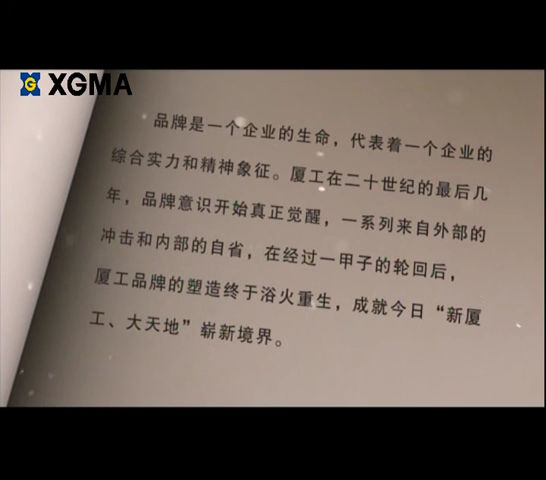 XGMA
品牌是一个企业的生命，代表着一个企业的
综合实力和精神象征。厦工在二十世纪的最后几
年，品牌意识开始真正觉醒，一系列来自外部的
冲击和内部的自省，在经过一甲子的轮回后，
厦工品牌的塑造终于浴火重生，成就今日“新厦
工、大天地”崭新境界。